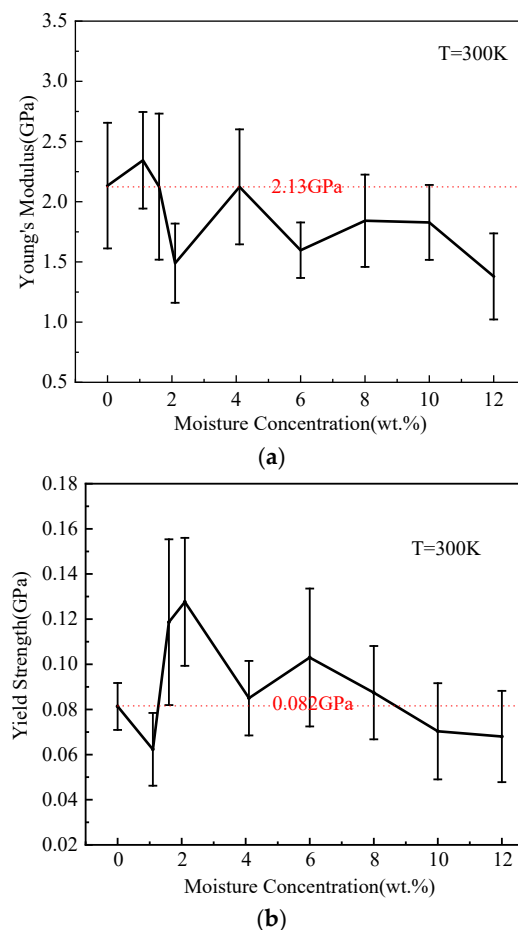 3.5
T=300K
3.0
2.5
2.0
2.13GPa
1.5
1.0
0.5
Young's Modulus(GPa)
0 2 4 6 8 10 12
Moisture Concentration(wt.%)
(a)
0.18
0.16
T=300K
0.14
0.12
0.10
0.08
0.082GPa
0.06
0.04
0.02
Yield Strength(GPa)
0 2 4 6 8 10 12
Moisture Concentration(wt.%)
(b)